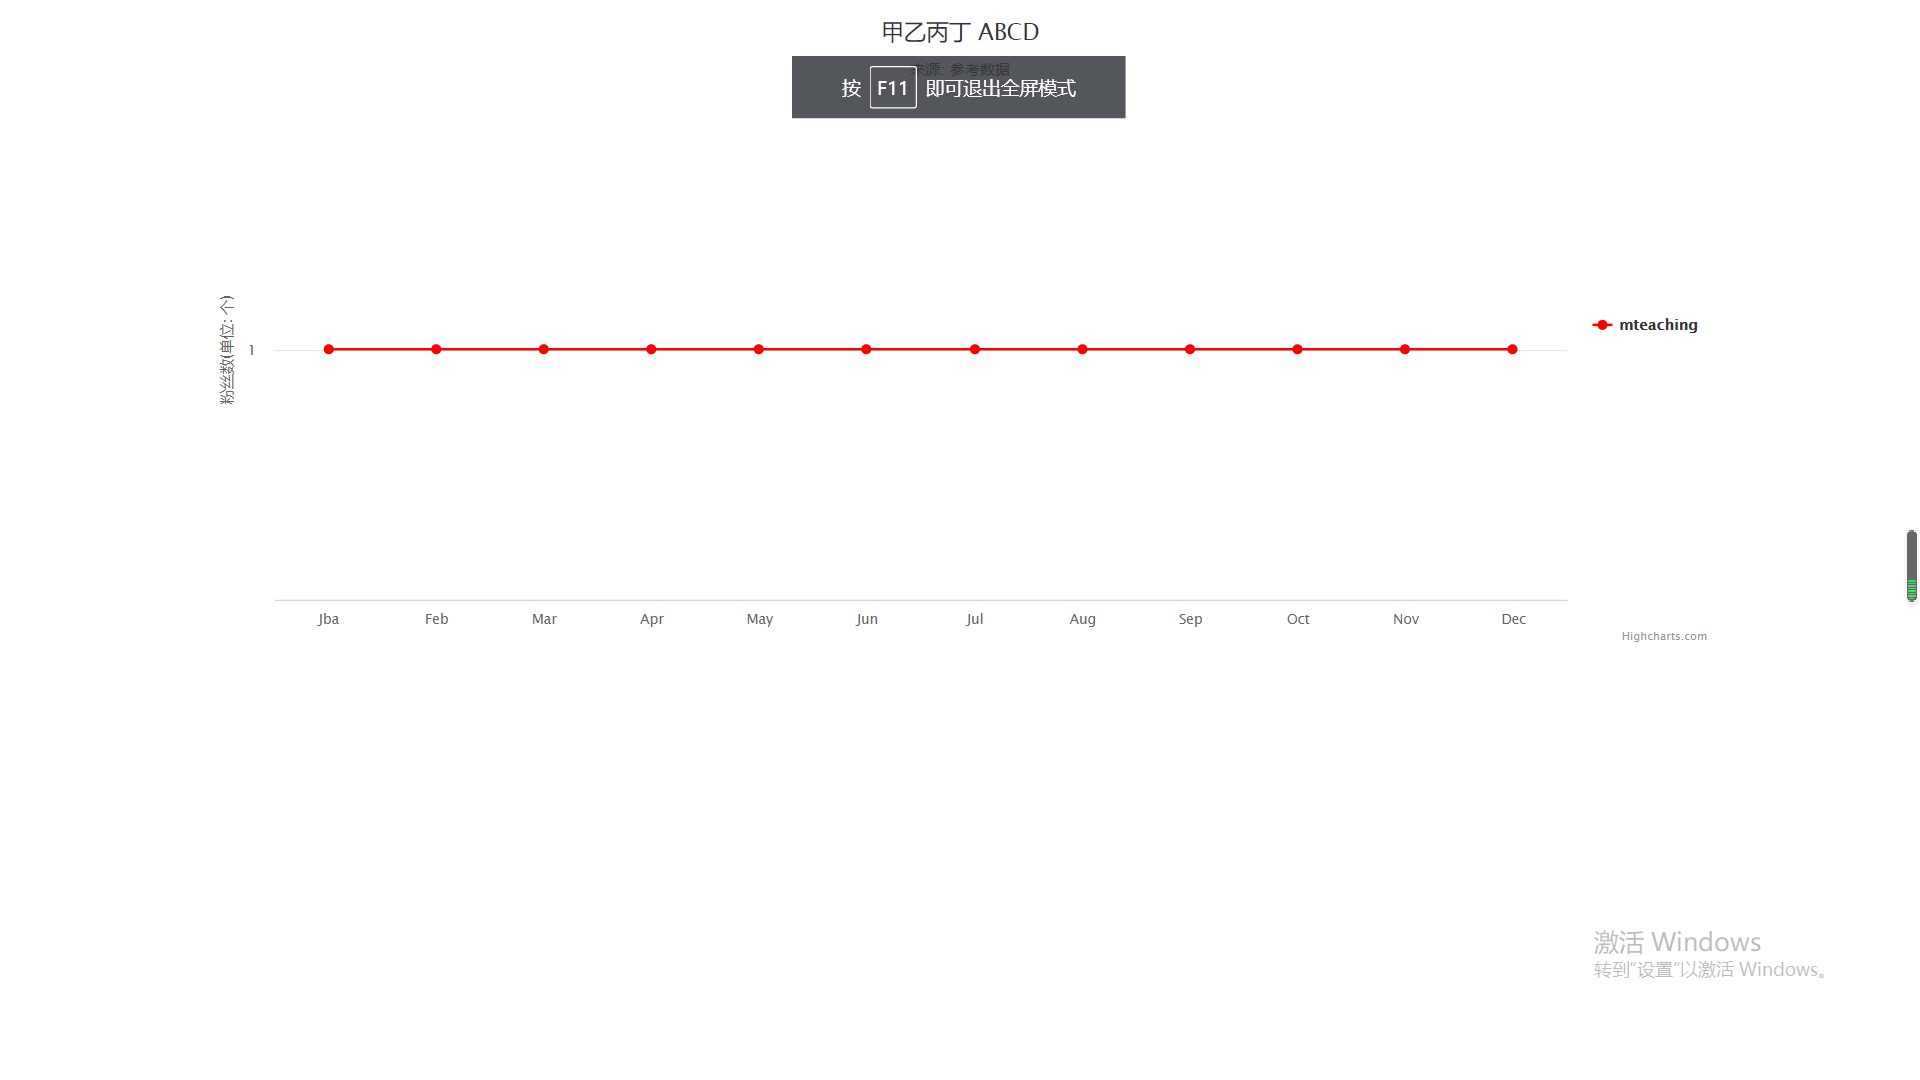 甲乙丙丁 ABCD
来源: 参考数据
按 F11 即可退出全屏模式
粉丝数(单位: 个)
1
mteaching
Jba Feb Mar Apr May Jun Jul Aug Sep Oct Nov Dec
Highcharts.com
激活 Windows
转到“设置”以激活 Windows。